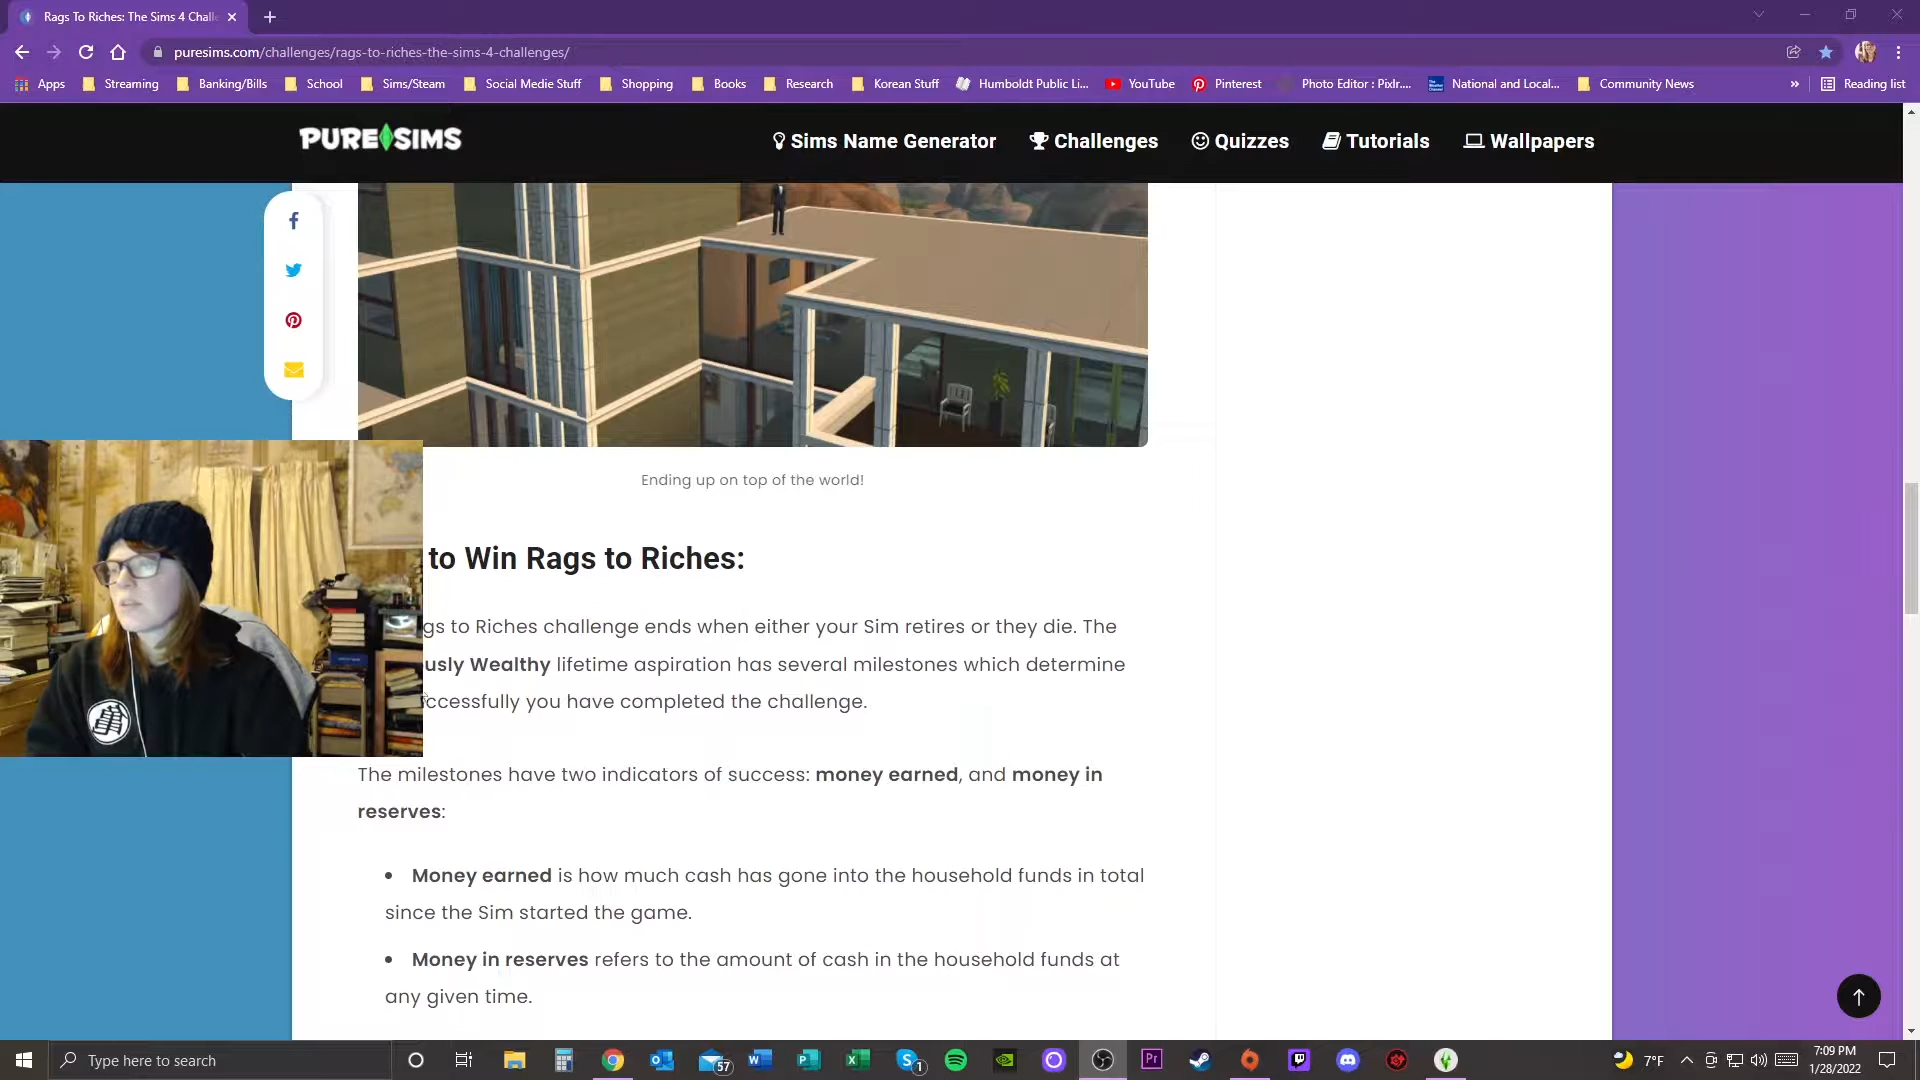 Rags To Riches: The Sims 4 Chall
puresims.com/challenges/rags-to-riches-the-sims-4-challenges/
Apps Streaming Banking/Bills School Sims/Steam Social Medie Stuff Shopping Books Research Korean Stuff Humboldt Public Li... YouTube Pinterest Photo Editor : Pixlr.... National and Local... Community News » Reading list
PURE SIMS Sims Name Generator Challenges Quizzes Tutorials Wallpapers
Ending up on top of the world!
to Win Rags to Riches:
gs to Riches challenge ends when either your Sim retires or they die. The
usly Wealthy lifetime aspiration has several milestones which determine
ccessfully you have completed the challenge.
The milestones have two indicators of success: money earned, and money in
reserves:
• Money earned is how much cash has gone into the household funds in total
since the Sim started the game.
• Money in reserves refers to the amount of cash in the household funds at
any given time.
Type here to search 57 1 7°F 7:09 PM
1/28/2022